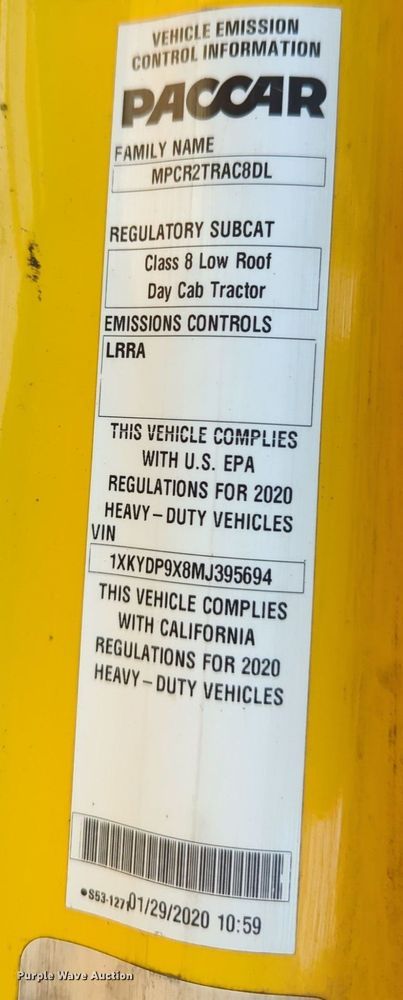 VEHICLE EMISSION
CONTROL INFORMATION
PACCAR
FAMILY NAME
MPCR2TRAC8DL
REGULATORY SUBCAT
Class 8 Low Roof
Day Cab Tractor
EMISSIONS CONTROLS
LRRA
THIS VEHICLE COMPLIES
WITH U.S. EPA
REGULATIONS FOR 2020
HEAVY-DUTY VEHICLES
VIN
1XKYDP9X8MJ395694
THIS VEHICLE COMPLIES
WITH CALIFORNIA
REGULATIONS FOR 2020
HEAVY-DUTY VEHICLES
S53-1271 01/29/2020 10:59
Purple Wave Auction